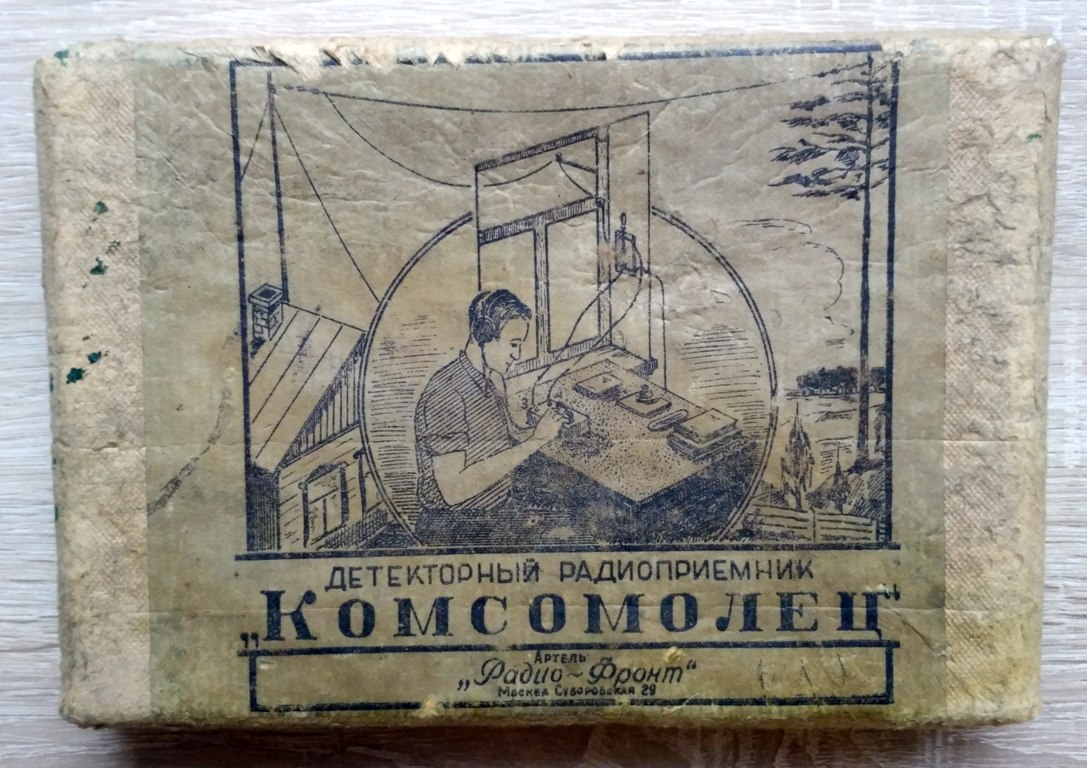 ДЕТЕКТОРНЫЙ РАДИОПРИЕМНИК
„КОМСОМОЛЕЦ“
АРТЕЛЬ
„Радио~Фронт“
МОСКВА СУВОРОВСКАЯ 29